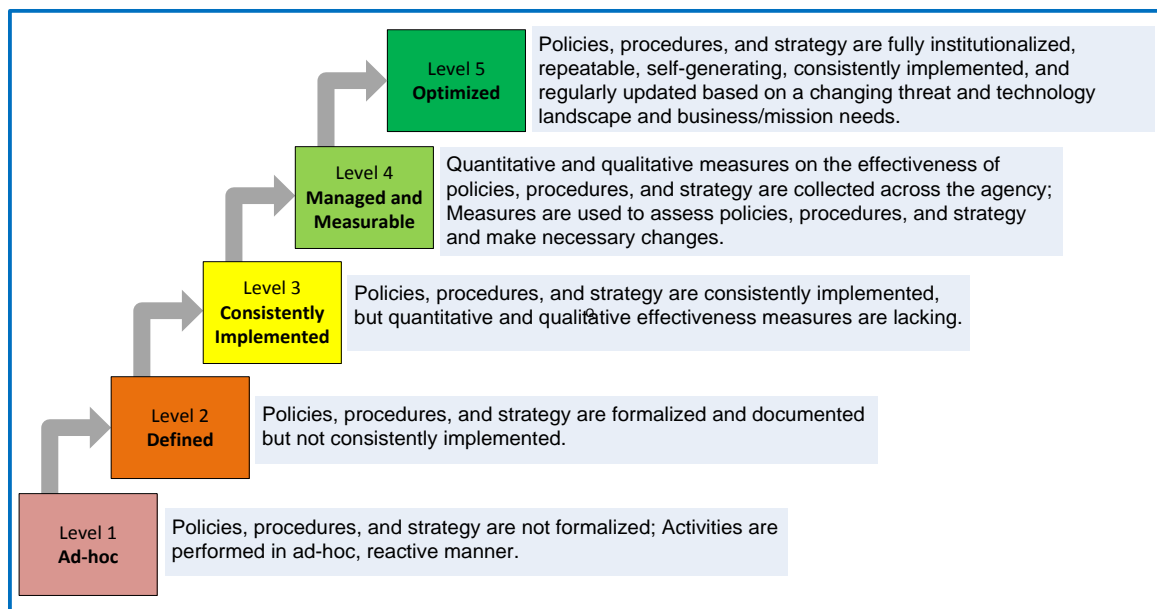 Level 5
Optimized
Policies, procedures, and strategy are fully institutionalized,
repeatable, self-generating, consistently implemented, and
regularly updated based on a changing threat and technology
landscape and business/mission needs.
Level 4
Managed and
Measurable
Quantitative and qualitative measures on the effectiveness of
policies, procedures, and strategy are collected across the agency;
Measures are used to assess policies, procedures, and strategy
and make necessary changes.
Level 3
Consistently
Implemented
Policies, procedures, and strategy are consistently implemented,
but quantitative and qualitative effectiveness measures are lacking.
9
Level 2
Defined
Policies, procedures, and strategy are formalized and documented
but not consistently implemented.
Level 1
Ad-hoc
Policies, procedures, and strategy are not formalized; Activities are
performed in ad-hoc, reactive manner.